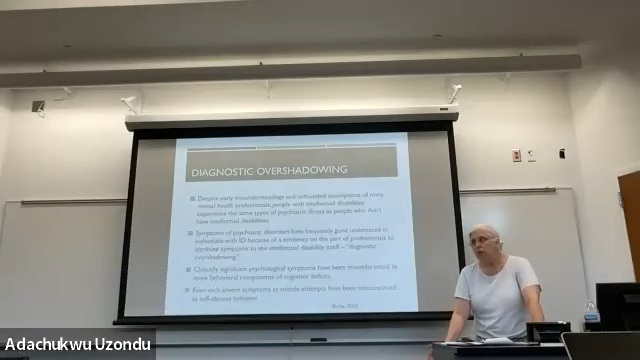 DIAGNOSTIC OVERSHADOWING
Despite early misunderstandings and unfounded assumptions of many
mental health professionals, people with intellectual disabilities
experience the same types of psychiatric illness as people who don't
have intellectual disabilities.
Symptoms of psychiatric disorders have frequently gone undetected in
individuals with ID because of a tendency on the part of professionals to
attribute symptoms to the intellectual disability itself – "diagnostic
overshadowing."
Clinically significant psychological symptoms have been misunderstood as
mere behavioral components of cognitive deficits.
Even such severe symptoms as suicide attempts have been misconstrued
as self-abusive behavior
Adachukwu Uzondu